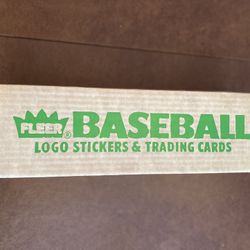 FLEER® BASEBALL
LOGO STICKERS & TRADING CARDS